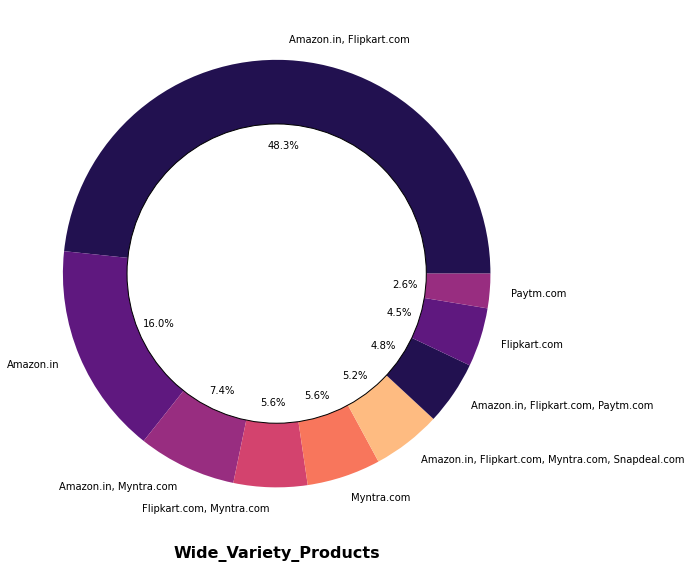 Amazon.in, Flipkart.com
48.3%
2.6%
Paytm.com
4.5%
16.0%
Flipkart.com
4.8%
Amazon.in
5.2%
7.4%
5.6%
5.6%
Amazon.in, Flipkart.com, Paytm.com
Amazon.in, Flipkart.com, Myntra.com, Snapdeal.com
Amazon.in, Myntra.com
Myntra.com
Flipkart.com, Myntra.com
Wide_Variety_Products